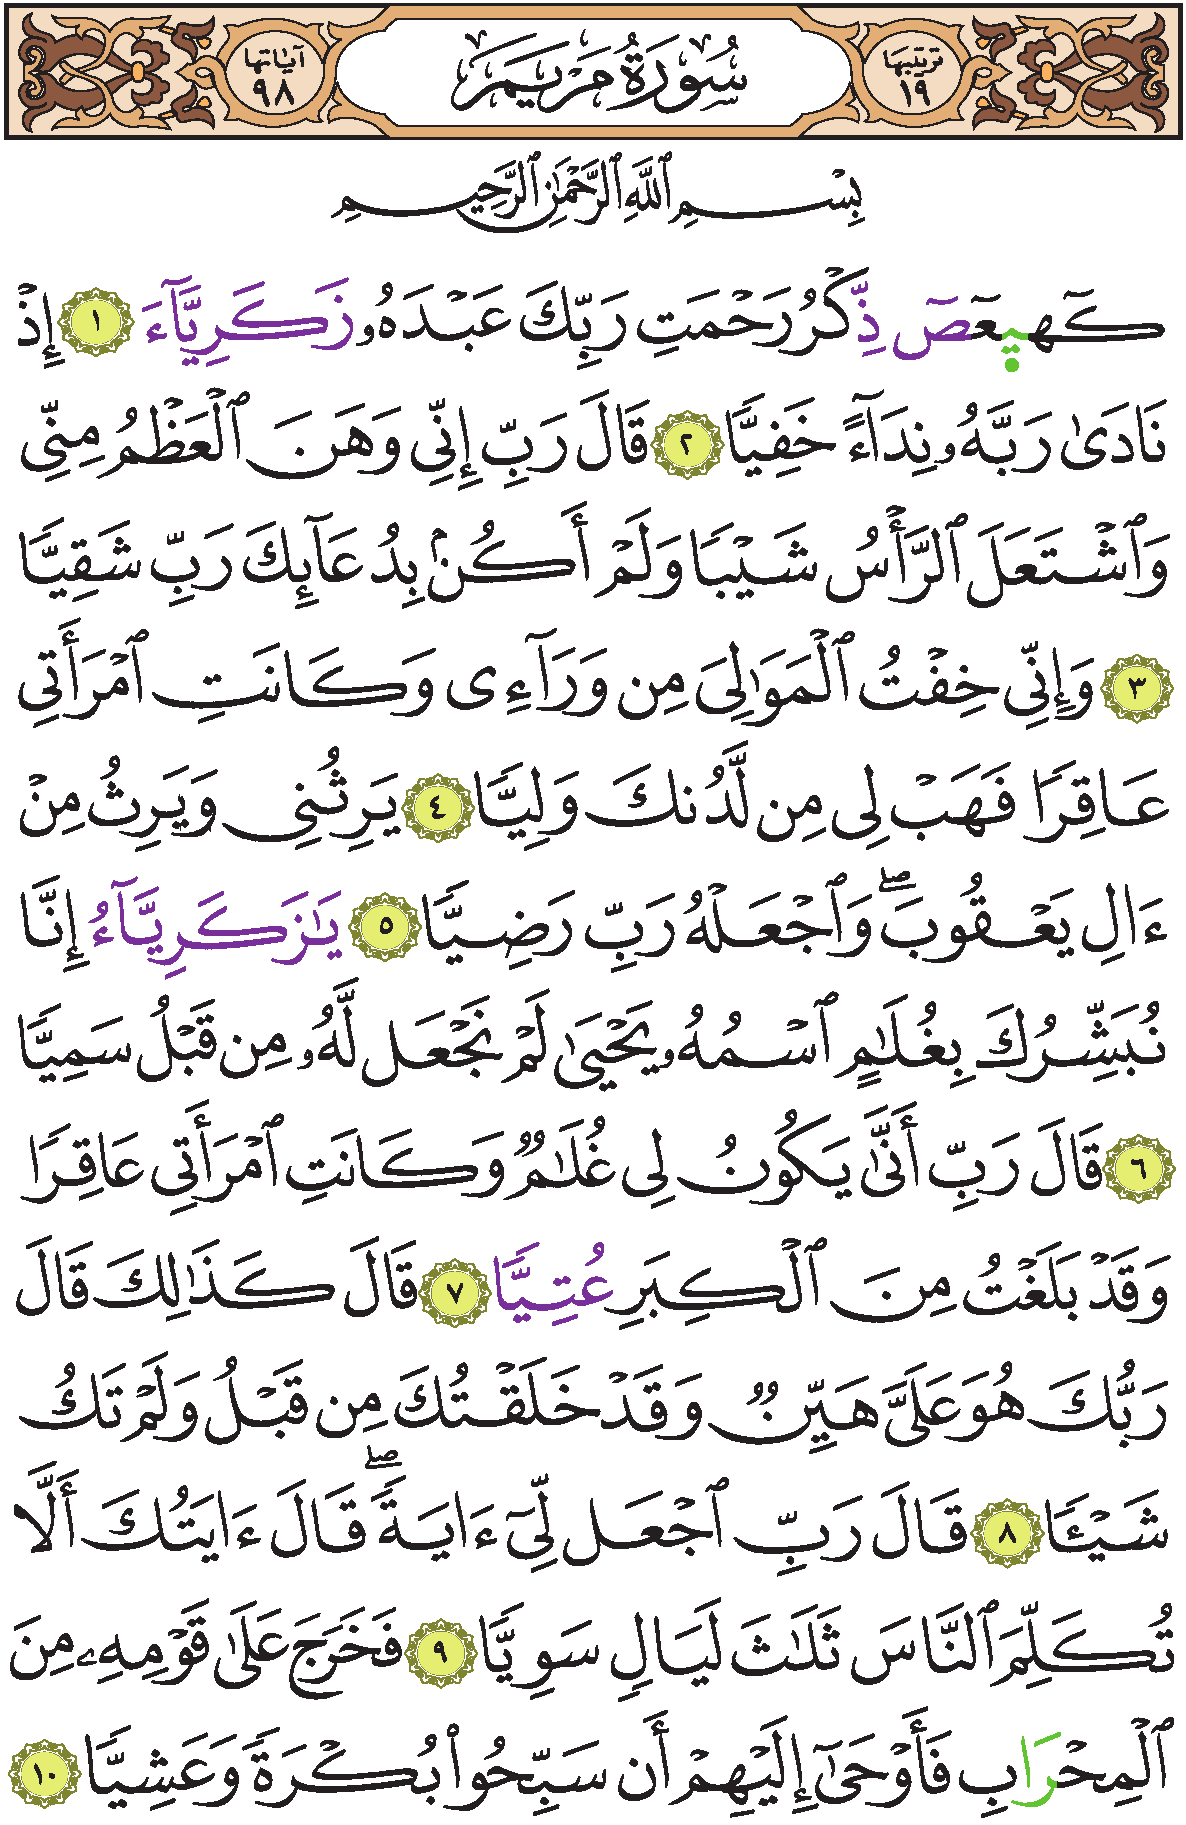 ترتيبها
١٩
سُورَةُ مَرْيَمَ
آياتها
٩٨
بِسْمِ ٱللَّهِ ٱلرَّحْمَٰنِ ٱلرَّحِيمِ
كٓهيعٓصٓ ذِّكْرُ رَحْمَتِ رَبِّكَ عَبْدَهُۥ زَكَرِيَّآءَ ١ إِذْ
نَادَىٰ رَبَّهُۥ نِدَآءً خَفِيًّا ٢ قَالَ رَبِّ إِنِّى وَهَنَ ٱلْعَظْمُ مِنِّى
وَٱشْتَعَلَ ٱلرَّأْسُ شَيْبًا وَلَمْ أَكُنۢ بِدُعَآئِكَ رَبِّ شَقِيًّا
٣ وَإِنِّى خِفْتُ ٱلْمَوَٰلِىَ مِن وَرَآءِى وَكَانَتِ ٱمْرَأَتِى
عَاقِرًا فَهَبْ لِى مِن لَّدُنكَ وَلِيًّا ٤ يَرِثُنِى وَيَرِثُ مِنْ
ءَالِ يَعْقُوبَۖ وَٱجْعَلْهُ رَبِّ رَضِيًّا ٥ يَٰزَكَرِيَّآءُ إِنَّا
نُبَشِّرُكَ بِغُلَٰمٍ ٱسْمُهُۥ يَحْيَىٰ لَمْ نَجْعَل لَّهُۥ مِن قَبْلُ سَمِيًّا
٦ قَالَ رَبِّ أَنَّىٰ يَكُونُ لِى غُلَٰمٌ وَكَانَتِ ٱمْرَأَتِى عَاقِرًا
وَقَدْ بَلَغْتُ مِنَ ٱلْكِبَرِ عُتِيًّا ٧ قَالَ كَذَٰلِكَ قَالَ
رَبُّكَ هُوَ عَلَىَّ هَيِّنٌ وَقَدْ خَلَقْتُكَ مِن قَبْلُ وَلَمْ تَكُ
شَيْـًٔا ٨ قَالَ رَبِّ ٱجْعَل لِّىٓ ءَايَةًۖ قَالَ ءَايَتُكَ أَلَّا
تُكَلِّمَ ٱلنَّاسَ ثَلَٰثَ لَيَالٍ سَوِيًّا ٩ فَخَرَجَ عَلَىٰ قَوْمِهِۦ مِنَ
ٱلْمِحْرَابِ فَأَوْحَىٰٓ إِلَيْهِمْ أَن سَبِّحُوا۟ بُكْرَةً وَعَشِيًّا ١٠